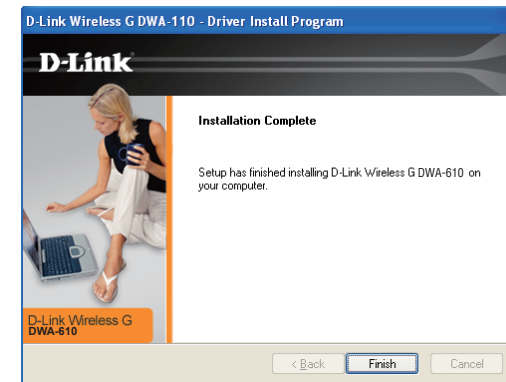 D-Link Wireless G DWA-110 - Driver Install Program
D-Link
Installation Complete
Setup has finished installing D-Link Wireless G DWA-610 on
your computer.
D-Link Wireless G
DWA-610
< Back
Finish
Cancel